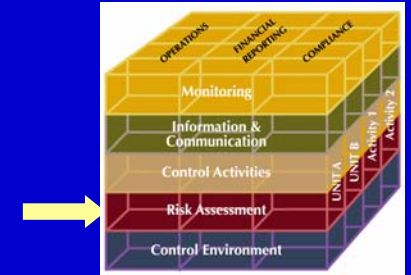 OPERATIONS
FINANCIAL
REPORTING
COMPLIANCE
Monitoring
Information &
Communication
Control Activities
Risk Assessment
Control Environment
UNIT A
UNIT B
Activity 1
Activity 2